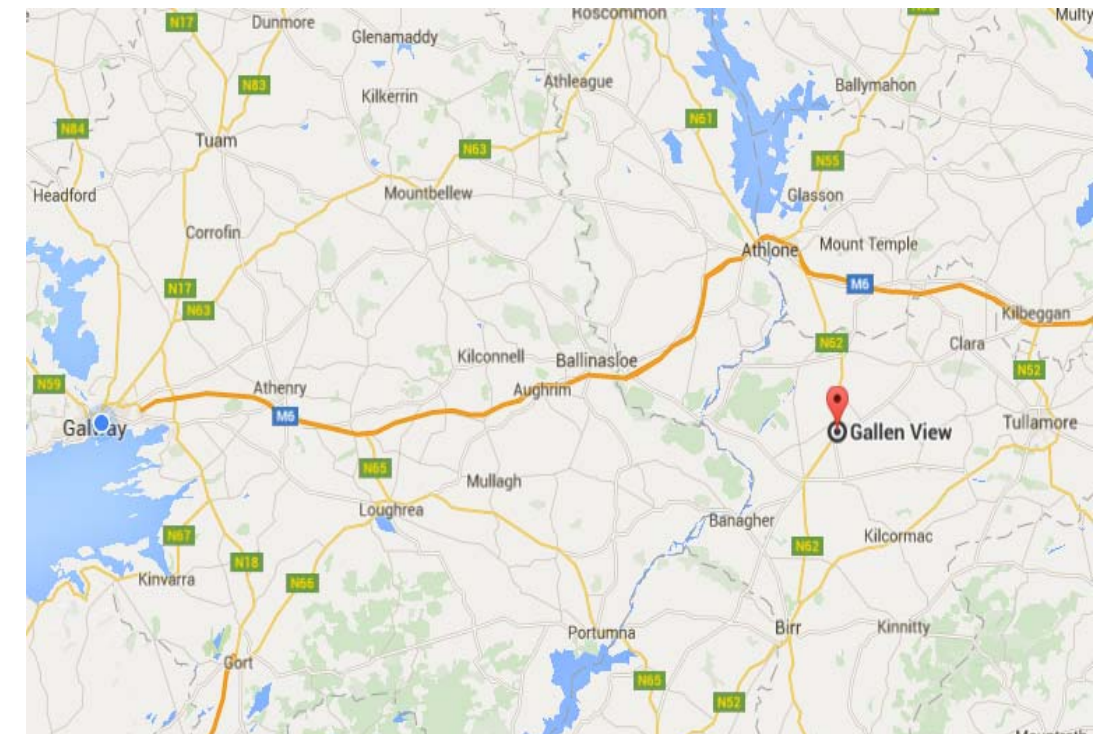 N17
Dunmore
Roscommon
Multy
Glenamaddy
Athleague
N83
Kilkerrin
Ballymahon
N84
Tuam
N63
N61
N55
Headford
Mountbellew
Glasson
Corrofin
Athlone
Mount Temple
N17
N63
M6
Kilbeggan
N62
Clara
N59
Kilconnell
Ballinasloe
N52
Athenry
Aughrim
Galway
M6
Gallen View
Tullamore
N65
Mullagh
Loughrea
Banagher
N67
N62
Kilcormac
N18
Kinvarra
N66
Portumna
Birr
Kinnitty
Gort
N65
N52